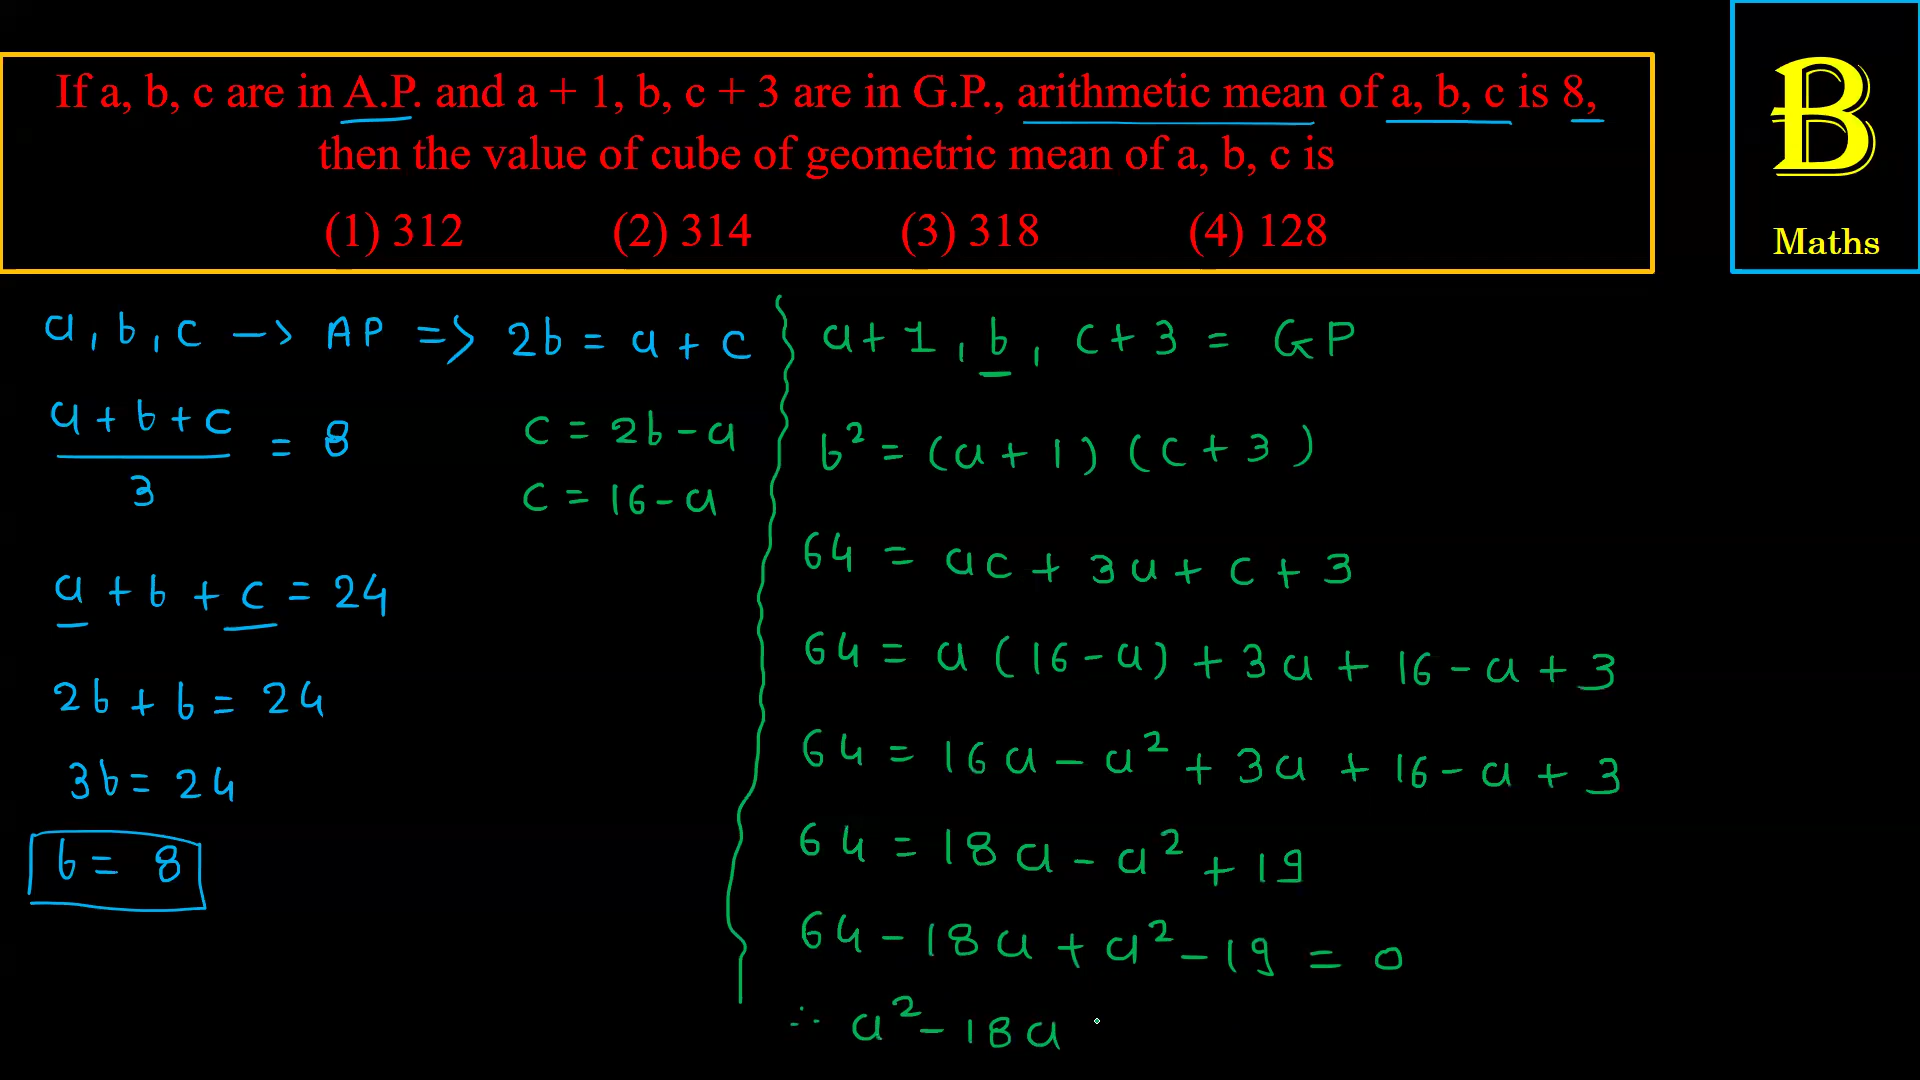 If a, b, c are in A.P. and a + 1, b, c + 3 are in G.P., arithmetic mean of a, b, c is 8,
then the value of cube of geometric mean of a, b, c is
(1) 312 (2) 314 (3) 318 (4) 128
B
Maths
a, b, c -> AP => 2b = a + c
a + b + c
3
= 8
c = 2b - a
c = 16 - a
a + b + c = 24
2b + b = 24
3b = 24
b = 8
a + 1, b, c + 3 = GP
b² = (a + 1) (c + 3)
64 = ac + 3a + c + 3
64 = a (16 - a) + 3a + 16 - a + 3
64 = 16a - a² + 3a + 16 - a + 3
64 = 18a - a² + 19
64 - 18a + a² - 19 = 0
∴ a² - 18a